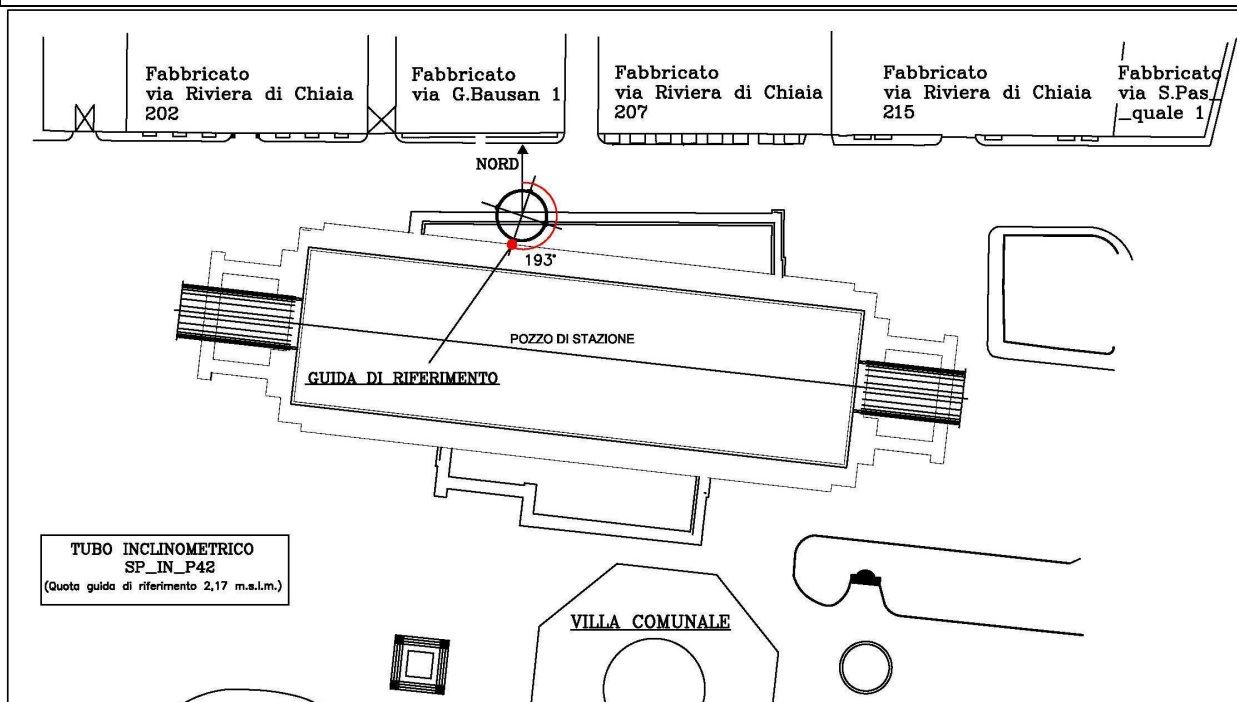 Fabbricato
via Riviera di Chiaia
202
Fabbricato
via G.Bausan 1
Fabbricato
via Riviera di Chiaia
207
Fabbricato
via Riviera di Chiaia
215
Fabbricato
via S.Pas_
_quale 1
NORD
193°
POZZO DI STAZIONE
GUIDA DI RIFERIMENTO
TUBO INCLINOMETRICO
SP_IN_P42
(Quota guida di riferimento 2,17 m.s.l.m.)
VILLA COMUNALE